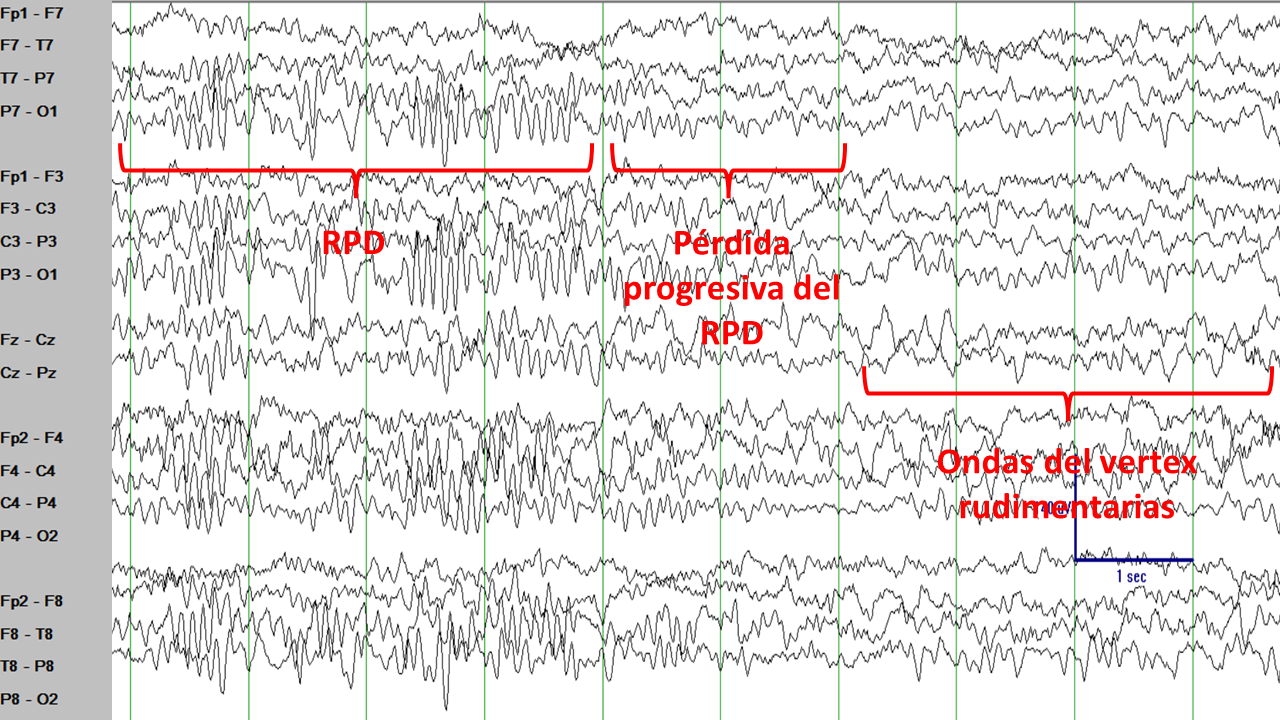 Fp1 - F7
F7 - T7
T7 - P7
P7 - O1
Fp1 - F3
F3 - C3
C3 - P3
P3 - O1
Fz - Cz
Cz - Pz
Fp2 - F4
F4 - C4
C4 - P4
P4 - O2
Fp2 - F8
F8 - T8
T8 - P8
P8 - O2
RPD
Pérdida
progresiva del
RPD
Ondas del vertex
rudimentarias
1 sec